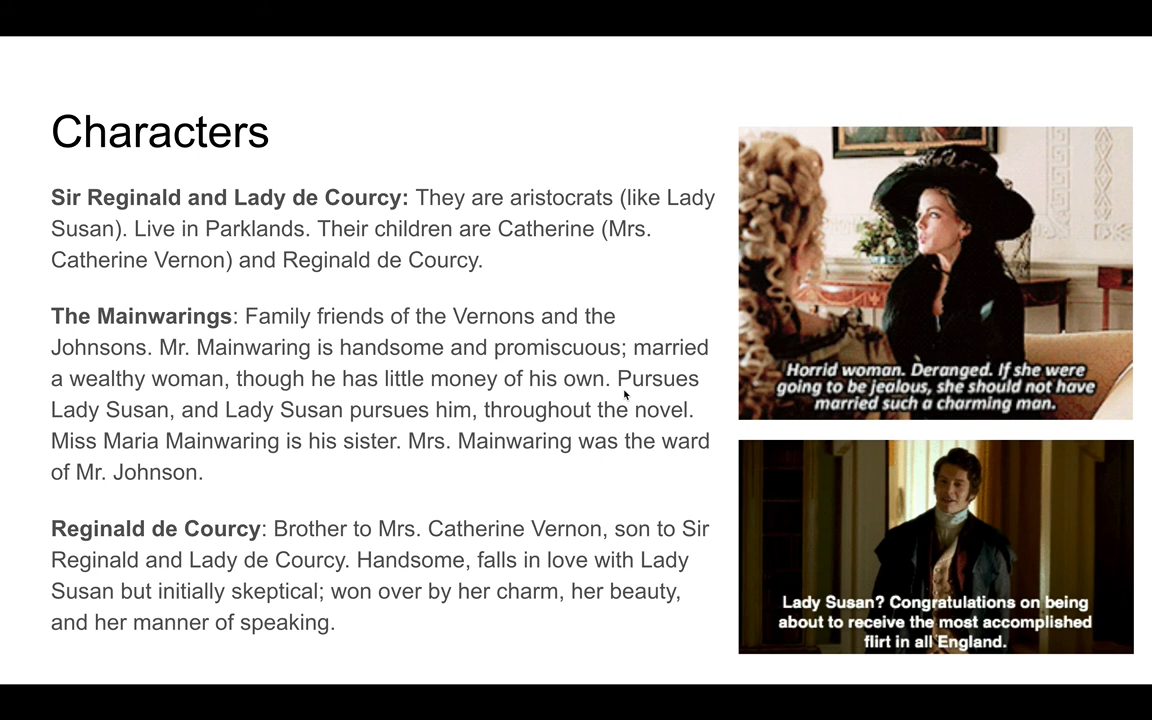 Characters
Sir Reginald and Lady de Courcy: They are aristocrats (like Lady
Susan). Live in Parklands. Their children are Catherine (Mrs.
Catherine Vernon) and Reginald de Courcy.
The Mainwarings: Family friends of the Vernons and the
Johnsons. Mr. Mainwaring is handsome and promiscuous; married
a wealthy woman, though he has little money of his own. Pursues
Lady Susan, and Lady Susan pursues him, throughout the novel.
Miss Maria Mainwaring is his sister. Mrs. Mainwaring was the ward
of Mr. Johnson.
Reginald de Courcy: Brother to Mrs. Catherine Vernon, son to Sir
Reginald and Lady de Courcy. Handsome, falls in love with Lady
Susan but initially skeptical; won over by her charm, her beauty,
and her manner of speaking.
Horrid woman. Deranged. If she were
going to be jealous, she should not have
married such a charming man.
Lady Susan? Congratulations on being
about to receive the most accomplished
flirt in all England.